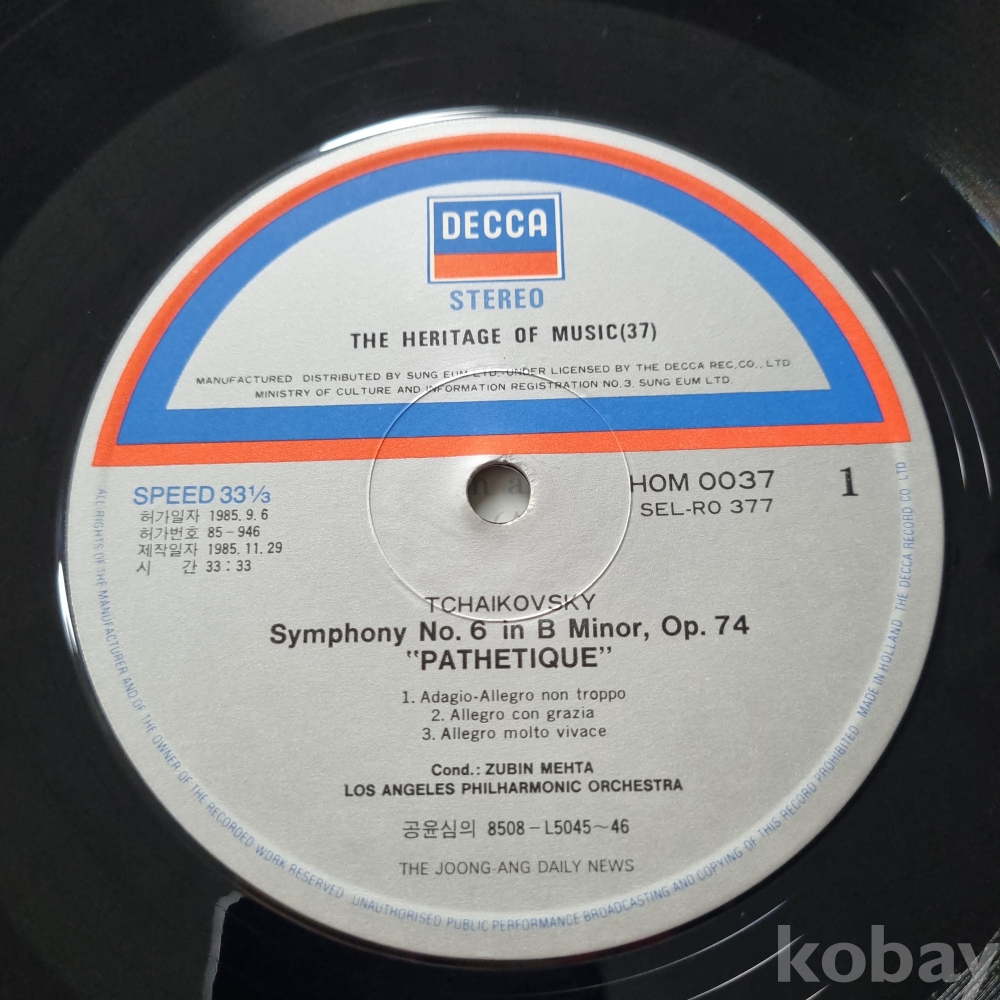 DECCA
STEREO
THE HERITAGE OF MUSIC(37)
MANUFACTURED DISTRIBUTED BY SUNG EUM LTD. UNDER LICENSED BY THE DECCA REC. CO., LTD
MINISTRY OF CULTURE AND INFORMATION REGISTRATION NO. 3. SUNG EUM LTD.
SPEED 33 1/3
허가일자 1985. 9. 6
허가번호 85-946
제작일자 1985. 11. 29
시 간 33 : 33
HOM 0037
SEL-RO 377
1
TCHAIKOVSKY
Symphony No. 6 in B Minor, Op. 74
"PATHETIQUE"
1. Adagio-Allegro non troppo
2. Allegro con grazia
3. Allegro molto vivace
Cond.: ZUBIN MEHTA
LOS ANGELES PHILHARMONIC ORCHESTRA
공윤심의 8508-L5045~46
THE JOONG-ANG DAILY NEWS
ALL RIGHTS OF THE MANUFACTURER AND OF THE OWNER OF THE RECORDED WORK RESERVED UNAUTHORISED PUBLIC PERFORMANCE BROADCASTING AND COPYING OF THIS RECORD PROHIBITED MADE IN HOLLAND THE DECCA RECORD CO LTD
kobay